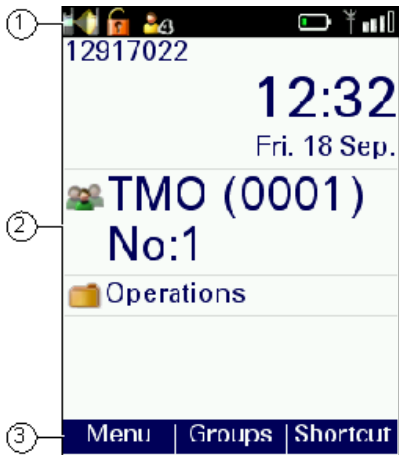 1
12917022
12:32
Fri. 18 Sep.
2
TMO (0001)
No:1
Operations
3
Menu Groups Shortcut